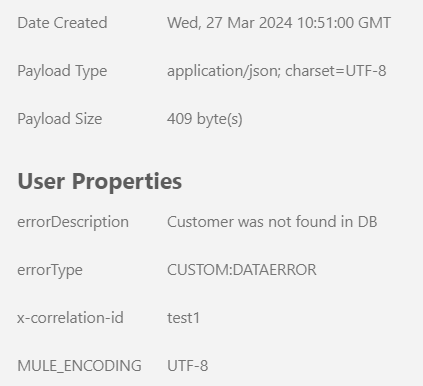 Date Created Wed, 27 Mar 2024 10:51:00 GMT
Payload Type application/json; charset=UTF-8
Payload Size 409 byte(s)
User Properties
errorDescription Customer was not found in DB
errorType CUSTOM:DATAERROR
x-correlation-id test1
MULE_ENCODING UTF-8